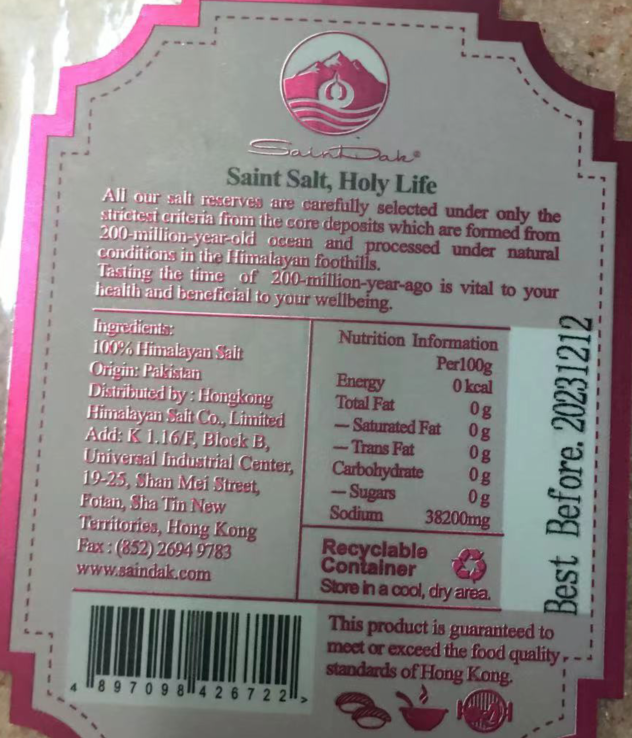 SaintDak®
Saint Salt, Holy Life
All our salt reserves are carefully selected under only the
strictest criteria from the core deposits which are formed from
200-million-year-old ocean and processed under natural
conditions in the Himalayan foothills.
Tasting the time of 200-million-year-ago is vital to your
health and beneficial to your wellbeing.
Ingredients:
100% Himalayan Salt
Origin: Pakistan
Distributed by : Hongkong
Himalayan Salt Co., Limited
Add: K 1.16/F, Block B,
Universal Industrial Center,
19-25, Shan Mei Street,
Fotan, Sha Tin New
Territories, Hong Kong
Fax : (852) 2694 9783
www.saindak.com
Nutrition Information
Per100g
Energy 0 kcal
Total Fat 0 g
— Saturated Fat 0 g
— Trans Fat 0 g
Carbohydrate 0 g
— Sugars 0 g
Sodium 38200mg
Recyclable
Container
Store in a cool, dry area.
Best Before. 20231212
4 897098 426722 >
This product is guaranteed to
meet or exceed the food quality
standards of Hong Kong.